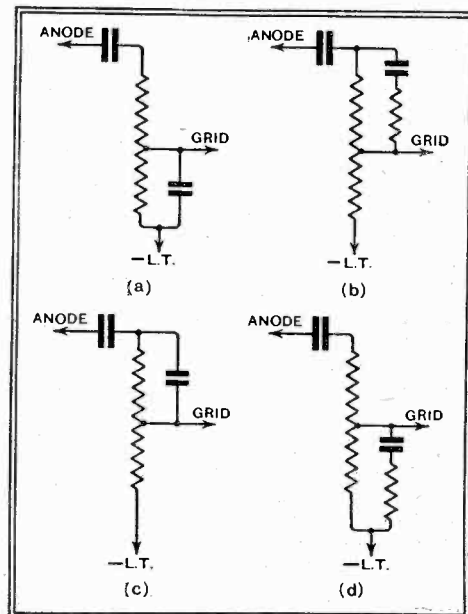 ANODE
GRID
—L.T.
(a)
ANODE
GRID
—L.T.
(b)
ANODE
GRID
—L.T.
(c)
ANODE
GRID
—L.T.
(d)